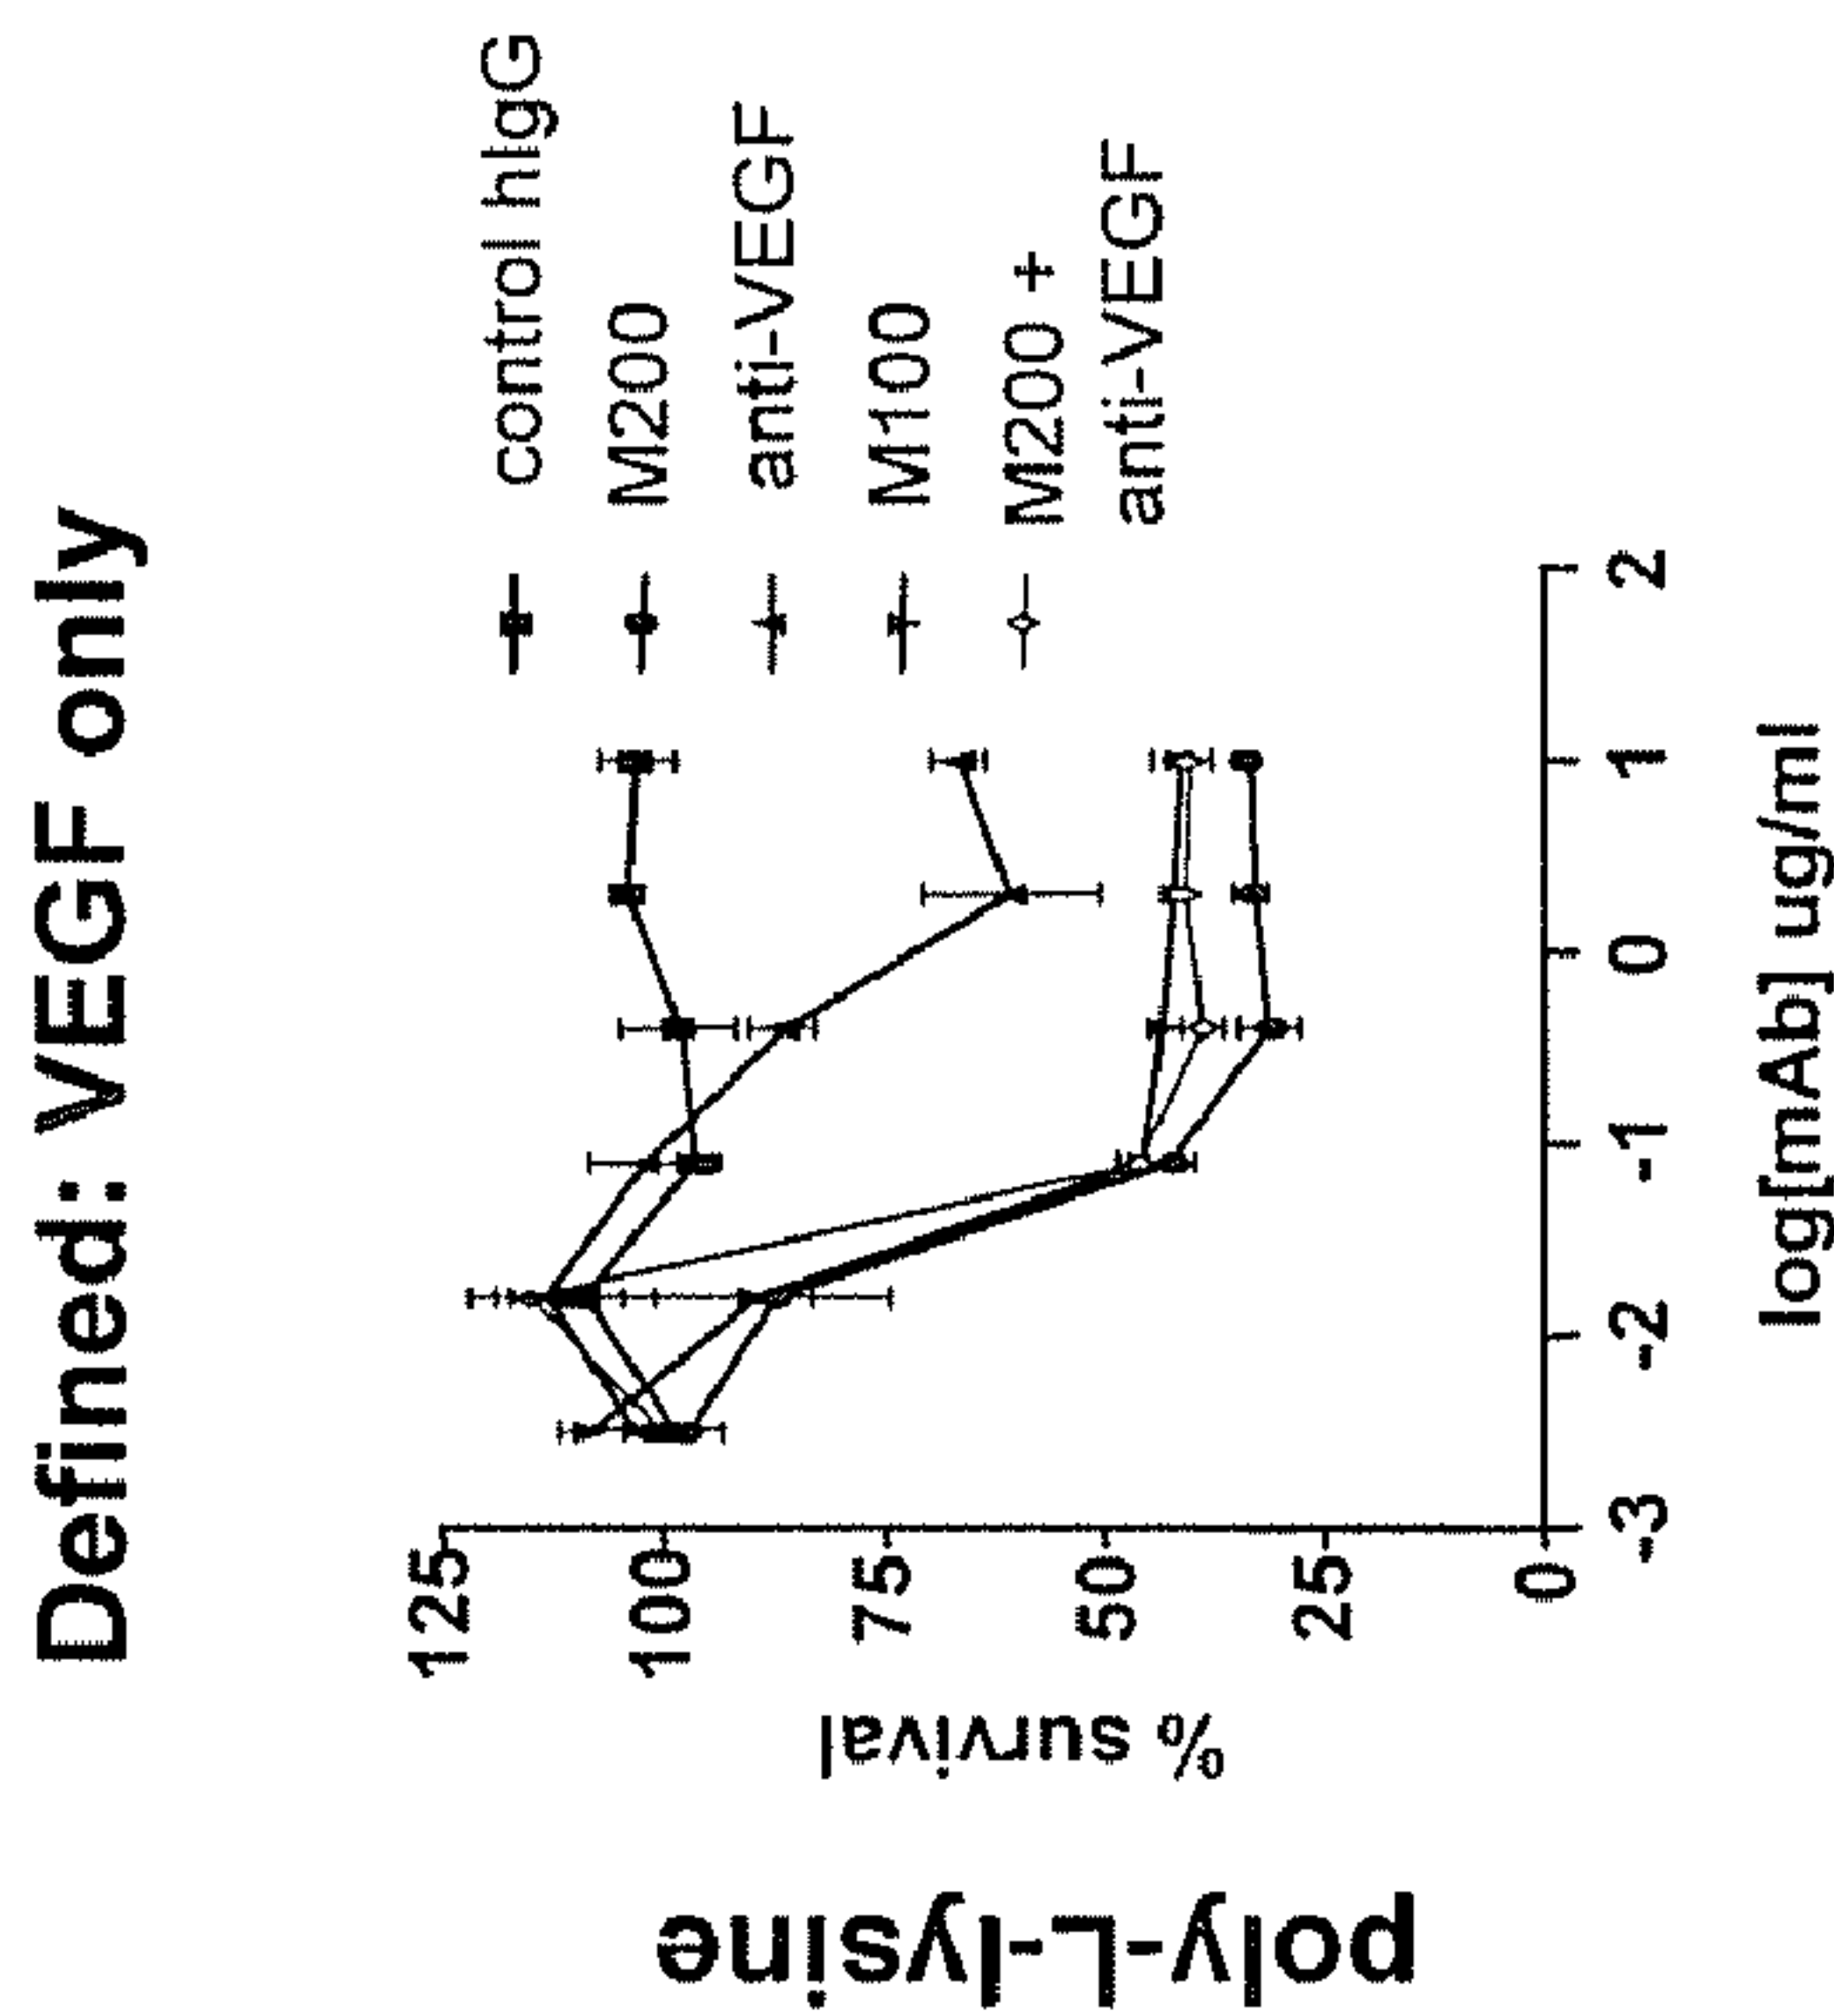 Defined: VEGF only
poly-L-lysine
% survival
125
100
75
50
25
0
-3
-2
-1
0
1
2
log[mAb] ug/ml
control hIgG
M200
anti-VEGF
M100
M200 +
anti-VEGF